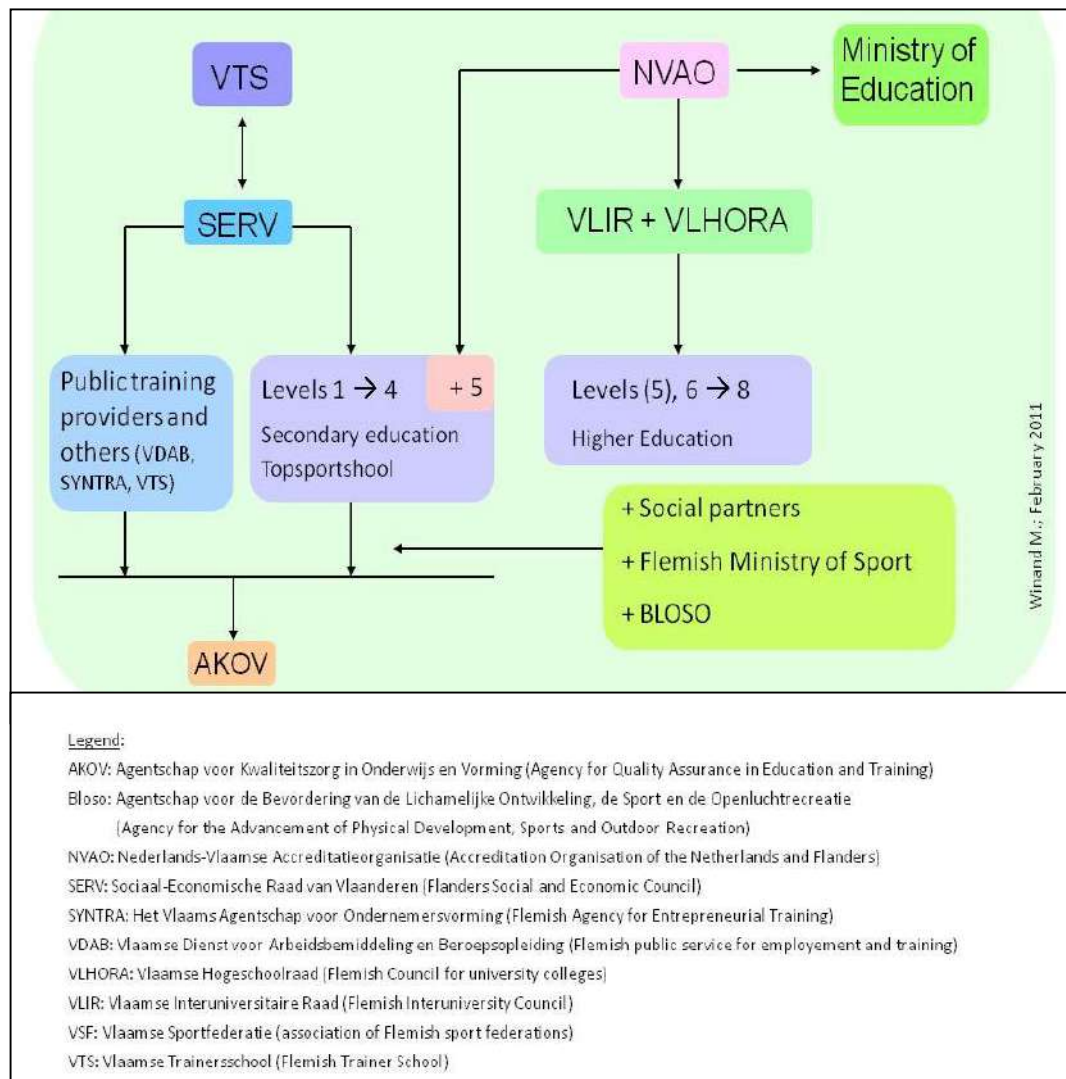 VTS
NVAO
Ministry of
Education
SERV
VLIR + VLHORA
Public training
providers and
others (VDAB,
SYNTRA, VTS)
Levels 1 → 4
+ 5
Secondary education
Topsportshool
Levels (5), 6 → 8
Higher Education
+ Social partners
+ Flemish Ministry of Sport
+ BLOSO
AKOV
Winand M.; February 2011
Legend:
AKOV: Agentschap voor Kwaliteitszorg in Onderwijs en Vorming (Agency for Quality Assurance in Education and Training)
Bloso: Agentschap voor de Bevordering van de Lichamelijke Ontwikkeling, de Sport en de Openluchtrecreatie
(Agency for the Advancement of Physical Development, Sports and Outdoor Recreation)
NVAO: Nederlands-Vlaamse Accreditatieorganisatie (Accreditation Organisation of the Netherlands and Flanders)
SERV: Sociaal-Economische Raad van Vlaanderen (Flanders Social and Economic Council)
SYNTRA: Het Vlaams Agentschap voor Ondernemersvorming (Flemish Agency for Entrepreneurial Training)
VDAB: Vlaamse Dienst voor Arbeidsbemiddeling en Beroepsopleiding (Flemish public service for employement and training)
VLHORA: Vlaamse Hogeschoolraad (Flemish Council for university colleges)
VLIR: Vlaamse Interuniversitaire Raad (Flemish Interuniversity Council)
VSF: Vlaamse Sportfederatie (association of Flemish sport federations)
VTS: Vlaamse Trainersschool (Flemish Trainer School)